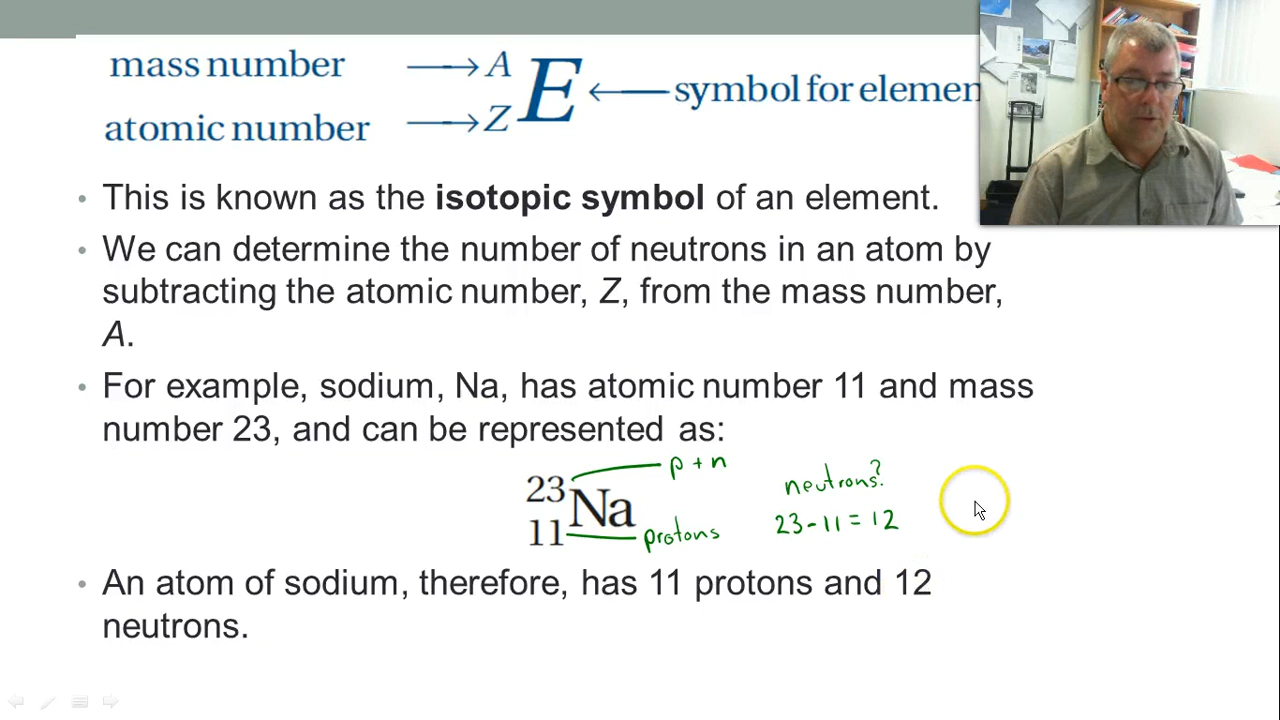 mass number → A E ← symbol for elemen
atomic number → Z
• This is known as the isotopic symbol of an element.
• We can determine the number of neutrons in an atom by
subtracting the atomic number, Z, from the mass number,
A.
• For example, sodium, Na, has atomic number 11 and mass
number 23, and can be represented as:
p + n
neutrons?
23
Na
11
protons
23-11=12
• An atom of sodium, therefore, has 11 protons and 12
neutrons.